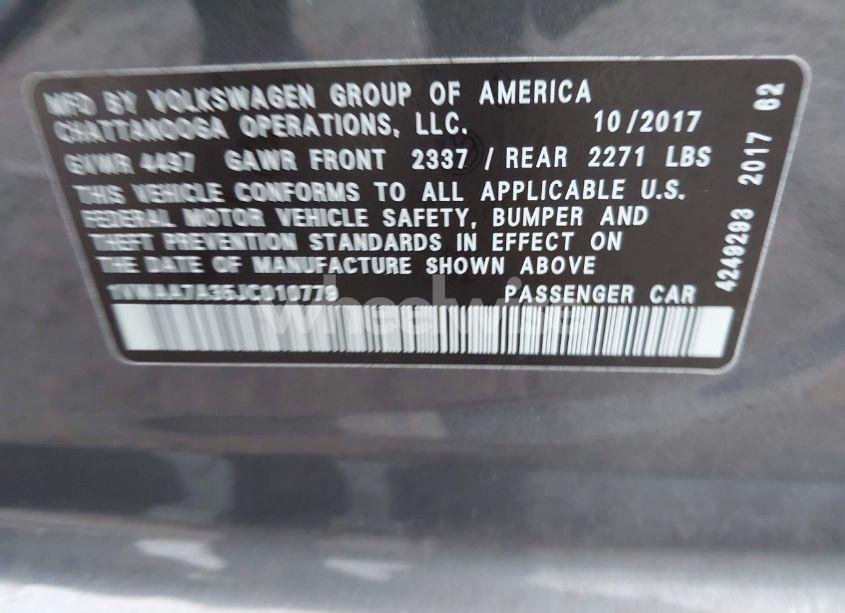 MFD BY VOLKSWAGEN GROUP OF AMERICA
CHATTANOOGA OPERATIONS, LLC. 10/2017
GVWR 4497 GAWR FRONT 2337 / REAR 2271 LBS
THIS VEHICLE CONFORMS TO ALL APPLICABLE U.S.
FEDERAL MOTOR VEHICLE SAFETY, BUMPER AND
THEFT PREVENTION STANDARDS IN EFFECT ON
THE DATE OF MANUFACTURE SHOWN ABOVE
1VWAA7A35JC010779 PASSENGER CAR
4249293 2017 62
Wheelwise